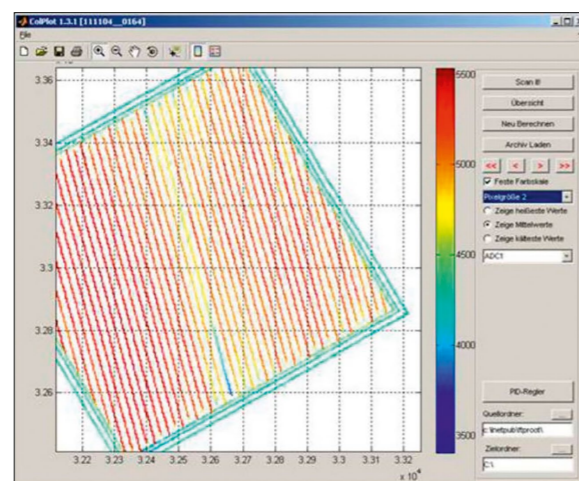 ColPlot 1.3.1 [111104__0164]
File
3.36
3.34
3.32
3.3
3.28
3.26
3.22 3.23 3.24 3.25 3.26 3.27 3.28 3.29 3.3 3.31 3.32
x 10⁴
5500
5000
4500
4000
3500
Scan it!
Übersicht
Neu Berechnen
Archiv Laden
<< < > >>
Feste Farbskale
Pixelgröße 2
Zeige heißeste Werte
Zeige Mittelwerte
Zeige kälteste Werte
ADC1
PID-Regler
Quellordner: ...
c:\inetpub\ftproot\
Zielordner: ...
C:\